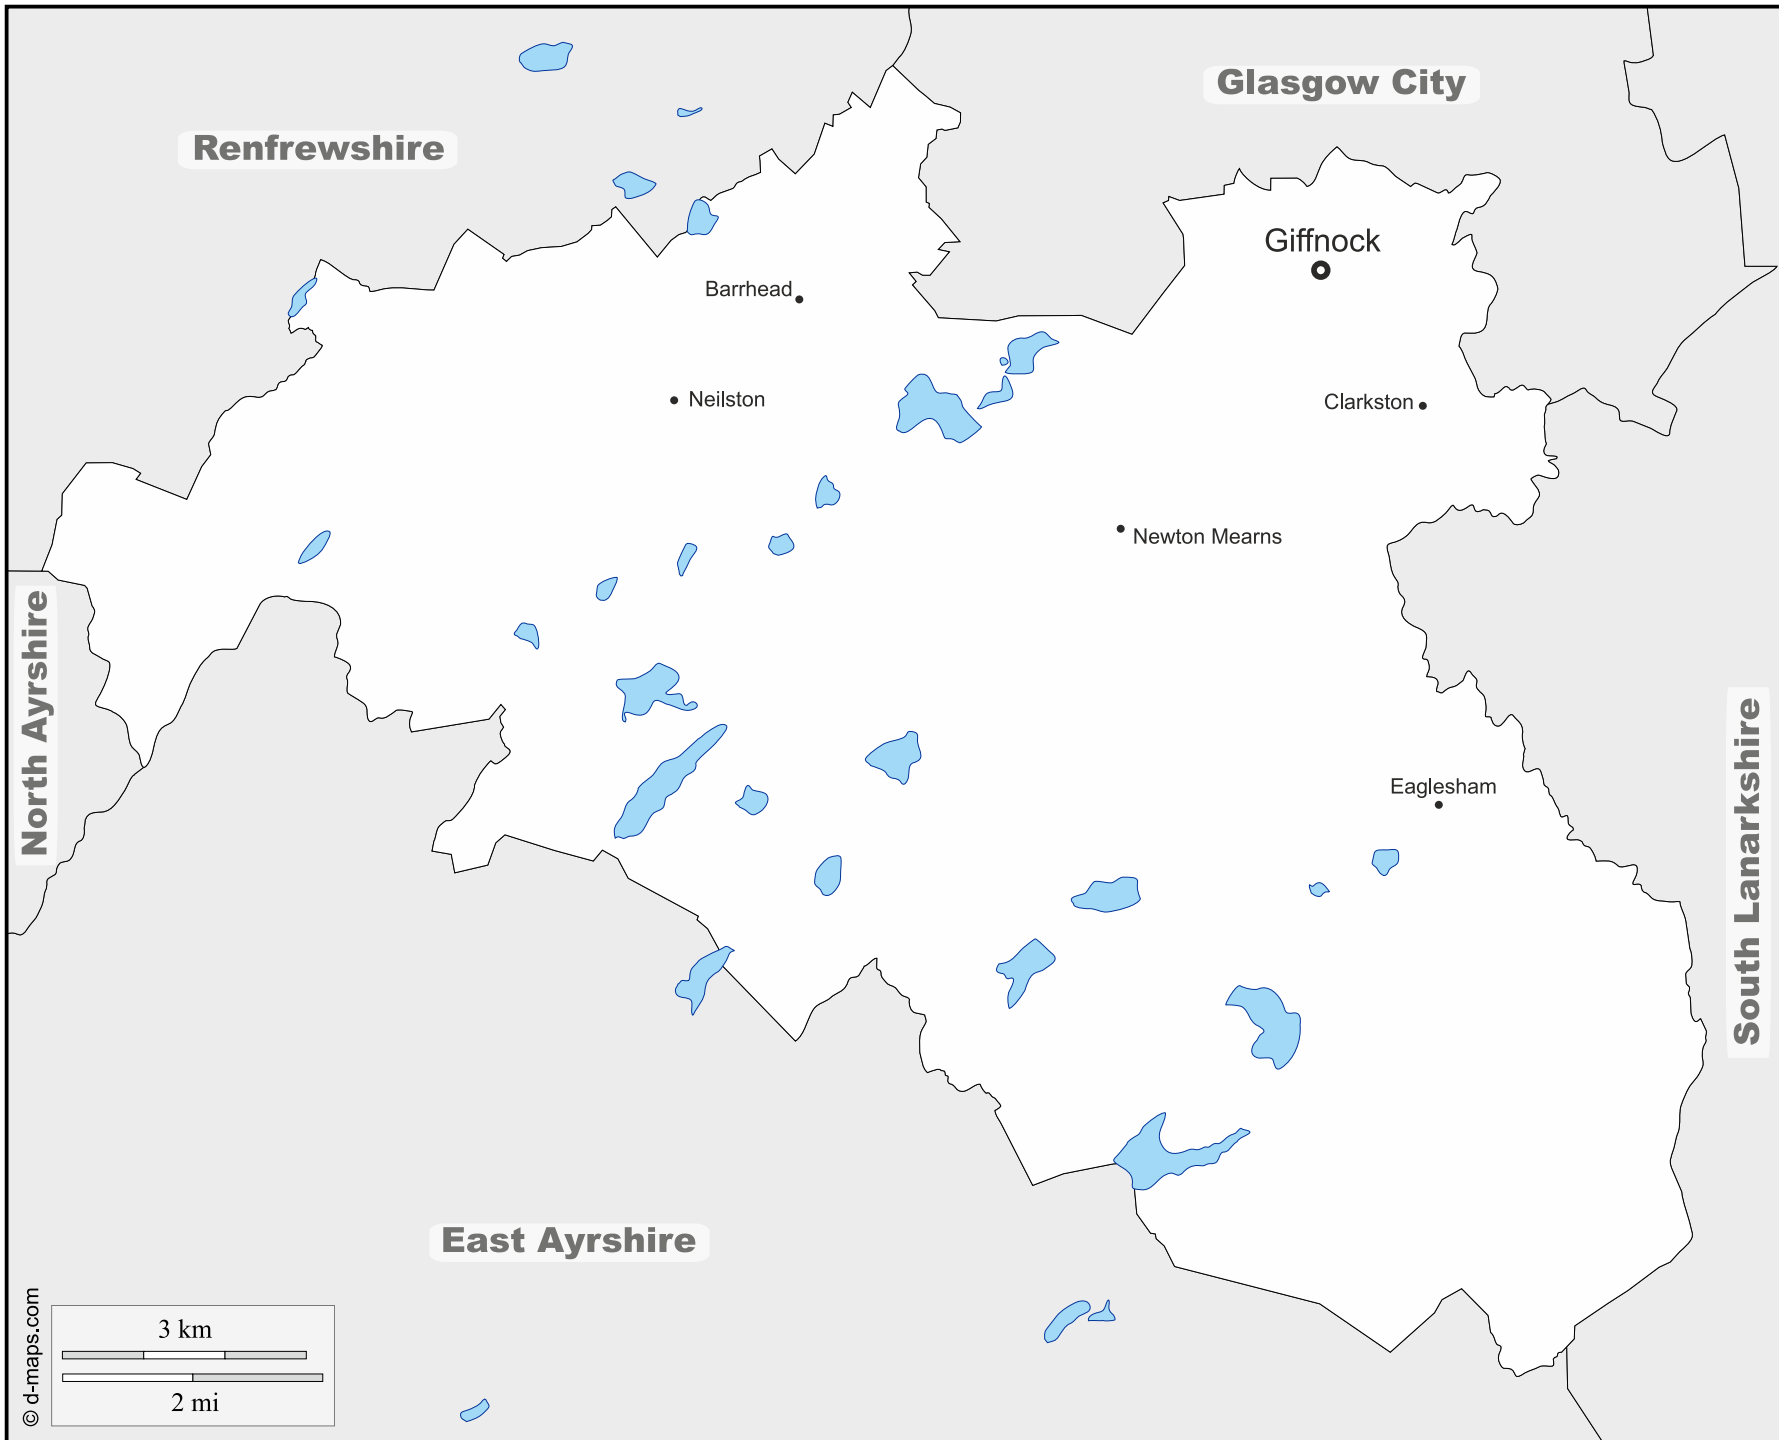 Glasgow City
Renfrewshire
Giffnock
Barrhead
Neilston
Clarkston
Newton Mearns
North Ayrshire
Eaglesham
South Lanarkshire
East Ayrshire
© d-maps.com
3 km
2 mi